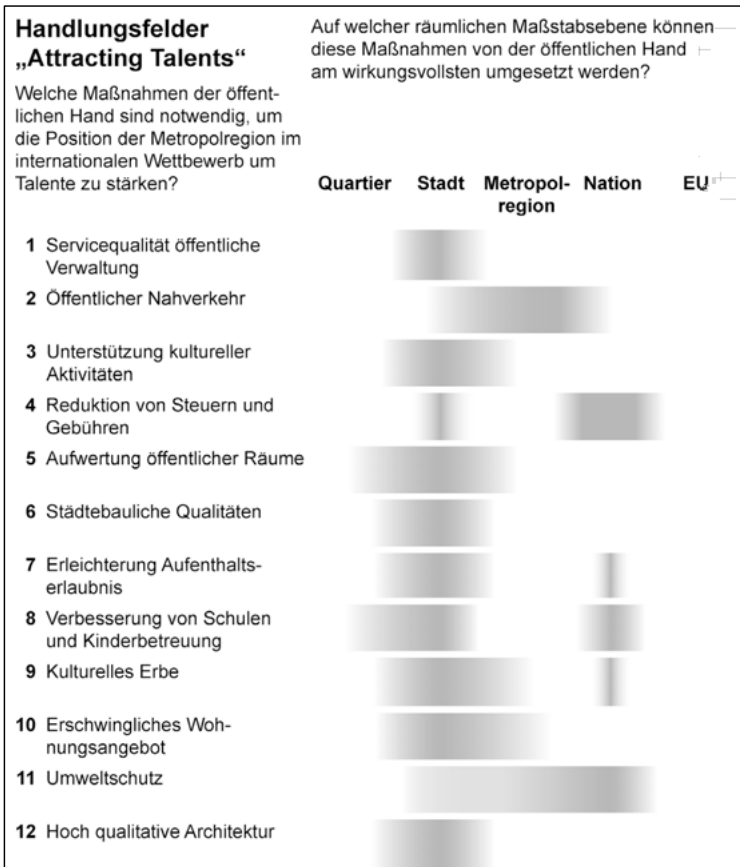 Handlungsfelder
„Attracting Talents“
Welche Maßnahmen der öffent-
lichen Hand sind notwendig, um
die Position der Metropolregion im
internationalen Wettbewerb um
Talente zu stärken?
Auf welcher räumlichen Maßstabsebene können
diese Maßnahmen von der öffentlichen Hand
am wirkungsvollsten umgesetzt werden?
Quartier Stadt Metropol- Nation EU
region
1 Servicequalität öffentliche
Verwaltung
2 Öffentlicher Nahverkehr
3 Unterstützung kultureller
Aktivitäten
4 Reduktion von Steuern und
Gebühren
5 Aufwertung öffentlicher Räume
6 Städtebauliche Qualitäten
7 Erleichterung Aufenthalts-
erlaubnis
8 Verbesserung von Schulen
und Kinderbetreuung
9 Kulturelles Erbe
10 Erschwingliches Woh-
nungsangebot
11 Umweltschutz
12 Hoch qualitative Architektur